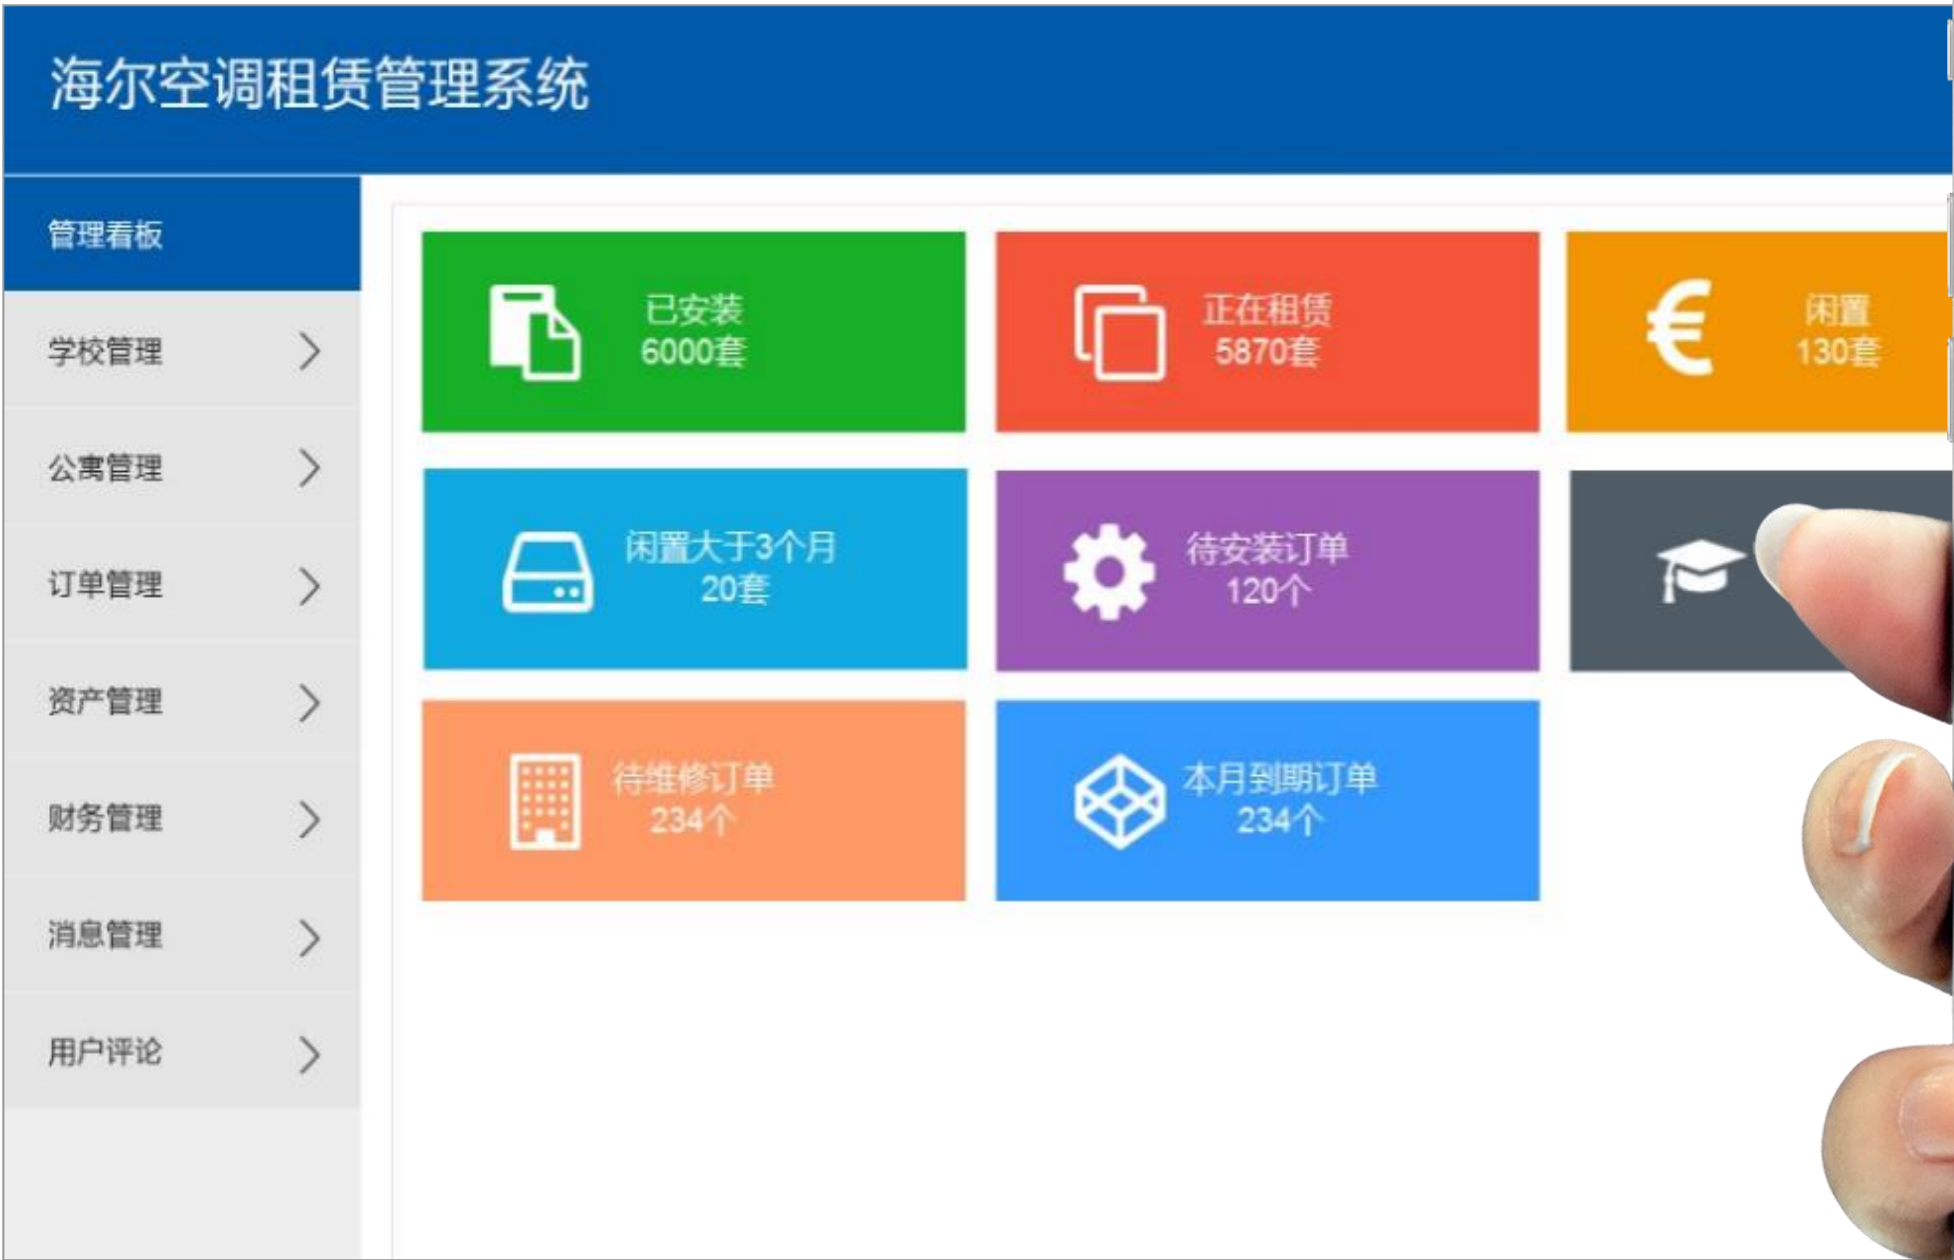 海尔空调租赁管理系统
管理看板
学校管理
公寓管理
订单管理
资产管理
财务管理
消息管理
用户评论
已安装
6000套
正在租赁
5870套
闲置
130套
闲置大于3个月
20套
待安装订单
120个
待维修订单
234个
本月到期订单
234个